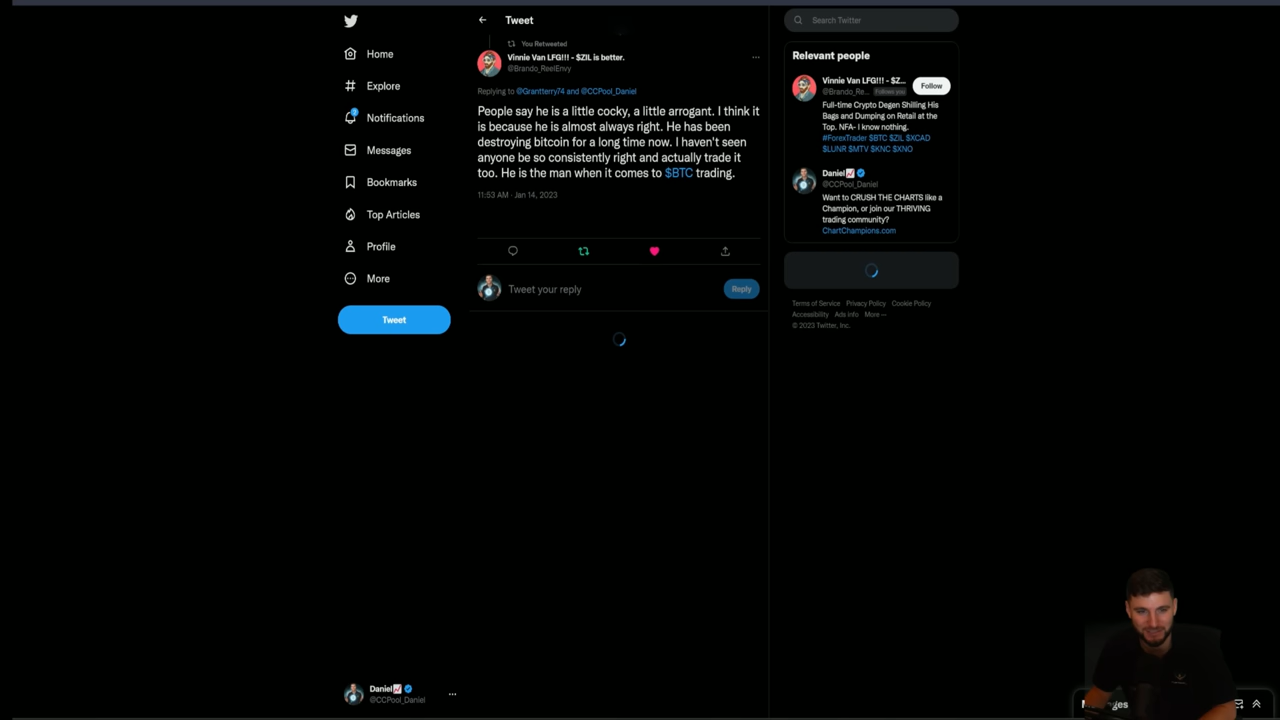 Home
Explore
Notifications
Messages
Bookmarks
Top Articles
Profile
More
Tweet
Daniel
@CCPool_Daniel
Tweet
You Retweeted
Vinnie Van LFG!!! - $ZIL is better.
@Brando_ReelEnvy
Replying to @Grantterry74 and @CCPool_Daniel
People say he is a little cocky, a little arrogant. I think it
is because he is almost always right. He has been
destroying bitcoin for a long time now. I haven't seen
anyone be so consistently right and actually trade it
too. He is the man when it comes to $BTC trading.
11:53 AM · Jan 14, 2023
Tweet your reply
Reply
Search Twitter
Relevant people
Vinnie Van LFG!!! - $Z...
@Brando_Re... Follows you
Follow
Full-time Crypto Degen Shilling His
Bags and Dumping on Retail at the
Top. NFA- I know nothing.
#ForexTrader $BTC $ZIL $XCAD
$LUNR $MTV $KNC $XNO
Daniel
@CCPool_Daniel
Want to CRUSH THE CHARTS like a
Champion, or join our THRIVING
trading community?
ChartChampions.com
Terms of Service Privacy Policy Cookie Policy
Accessibility Ads info More ···
© 2023 Twitter, Inc.